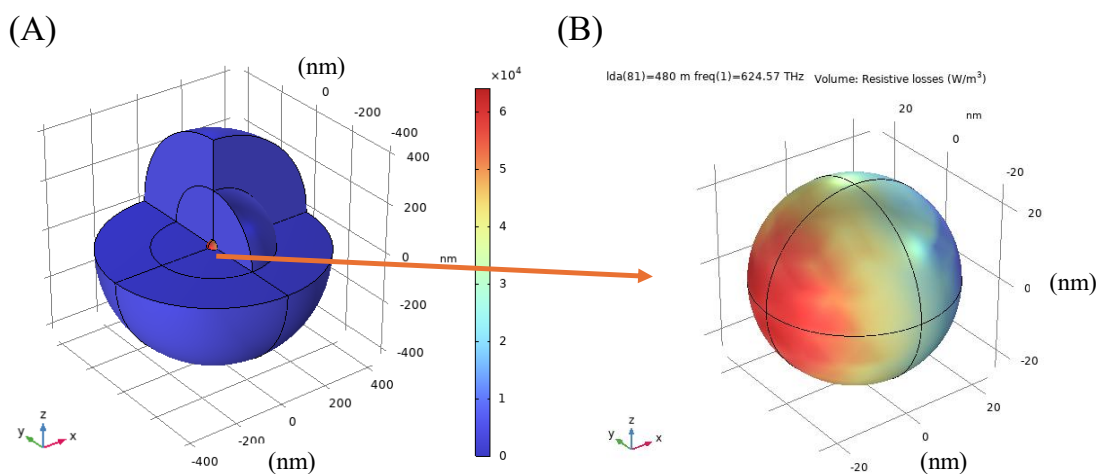 (A)
(nm)
0
-200
-400
400
200
0
nm
-200
-400
400
200
0
-200
-400
(nm)
z
y
x
×10⁴
6
5
4
3
2
1
0
(B)
lda(81)=480 m freq(1)=624.57 THz Volume: Resistive losses (W/m³)
20
nm
0
-20
20
0
(nm)
-20
20
0
-20
(nm)
z
y
x